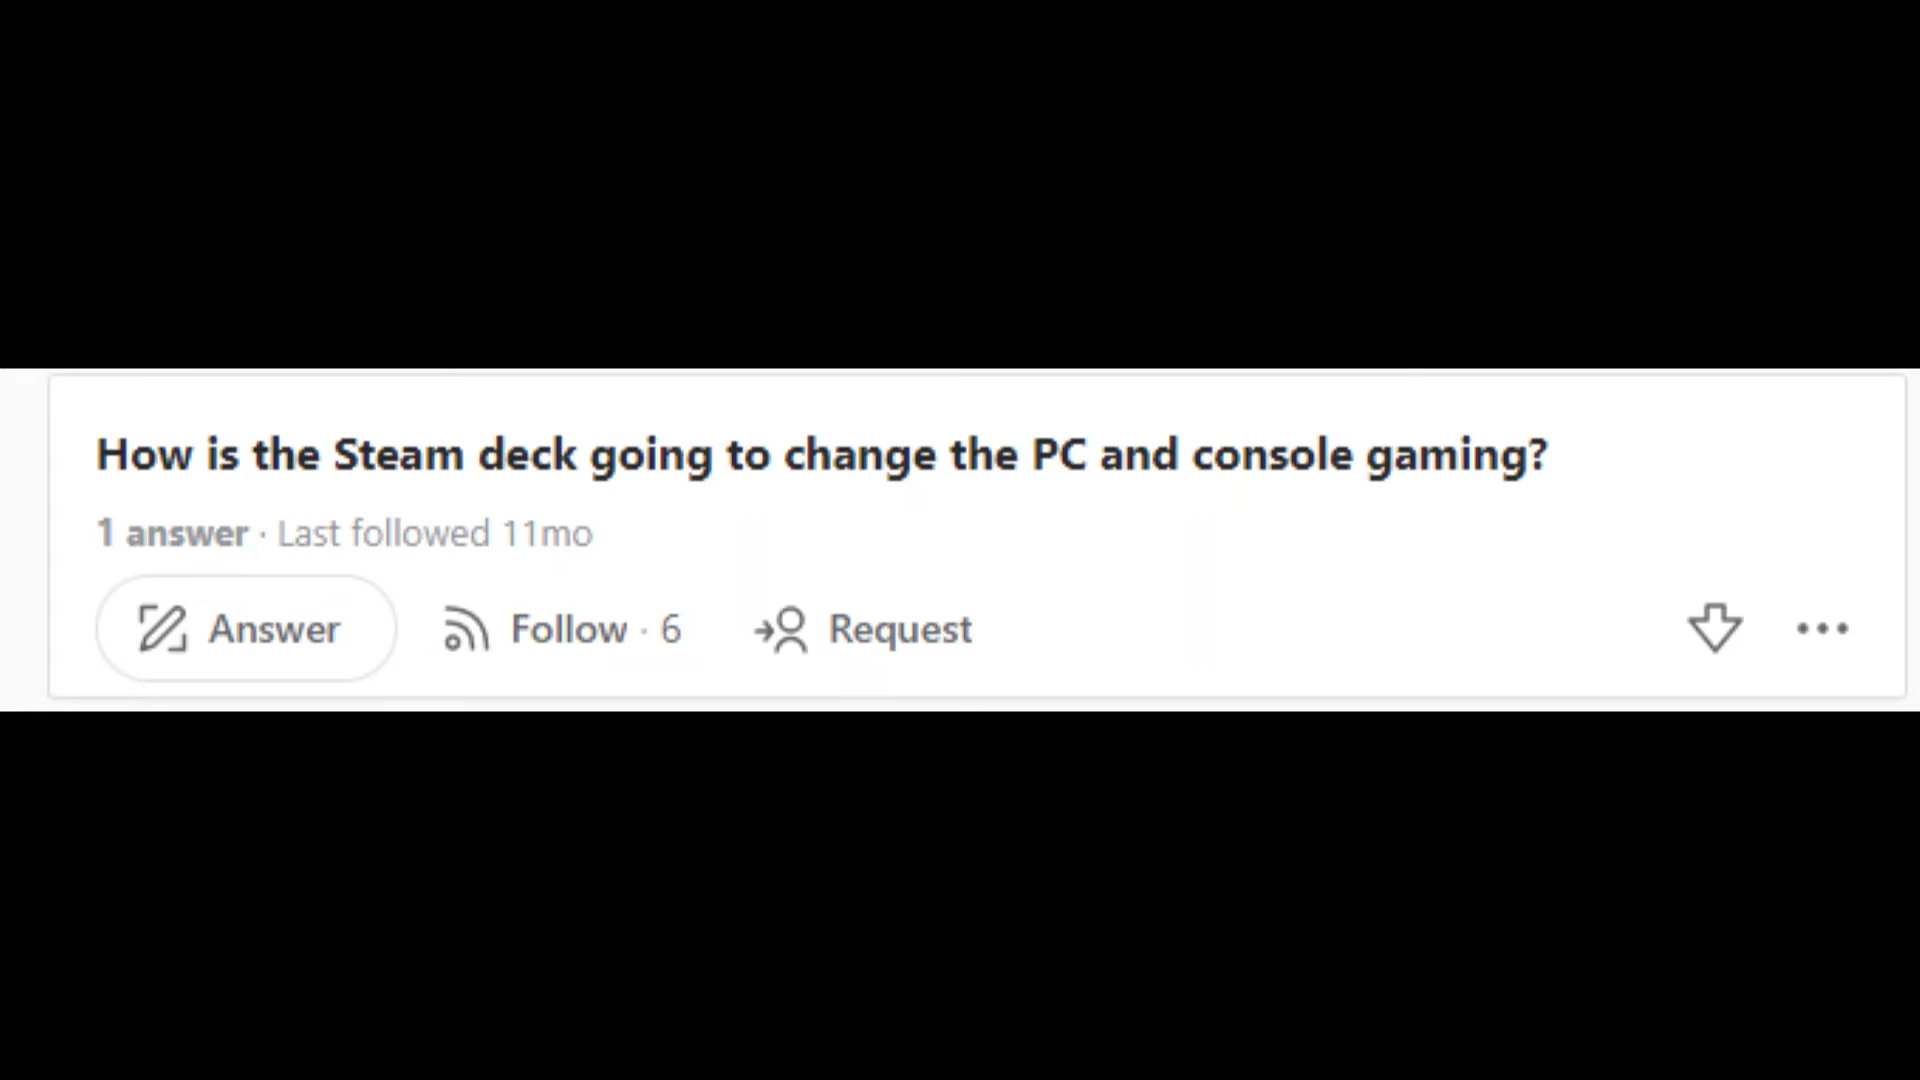 How is the Steam deck going to change the PC and console gaming?
1 answer · Last followed 11mo
Answer Follow · 6 Request